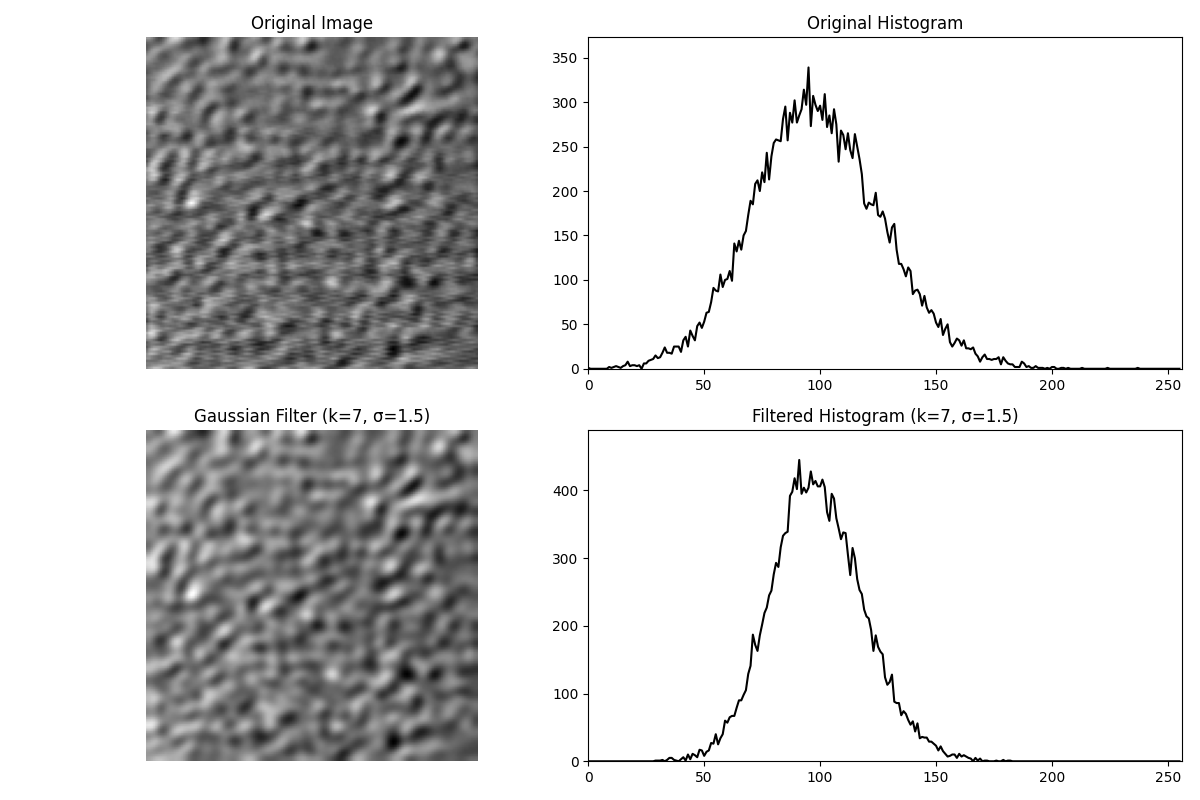 Original Image
Original Histogram
350
300
250
200
150
100
50
0
0 50 100 150 200 250
Gaussian Filter (k=7, σ=1.5)
Filtered Histogram (k=7, σ=1.5)
400
300
200
100
0
0 50 100 150 200 250